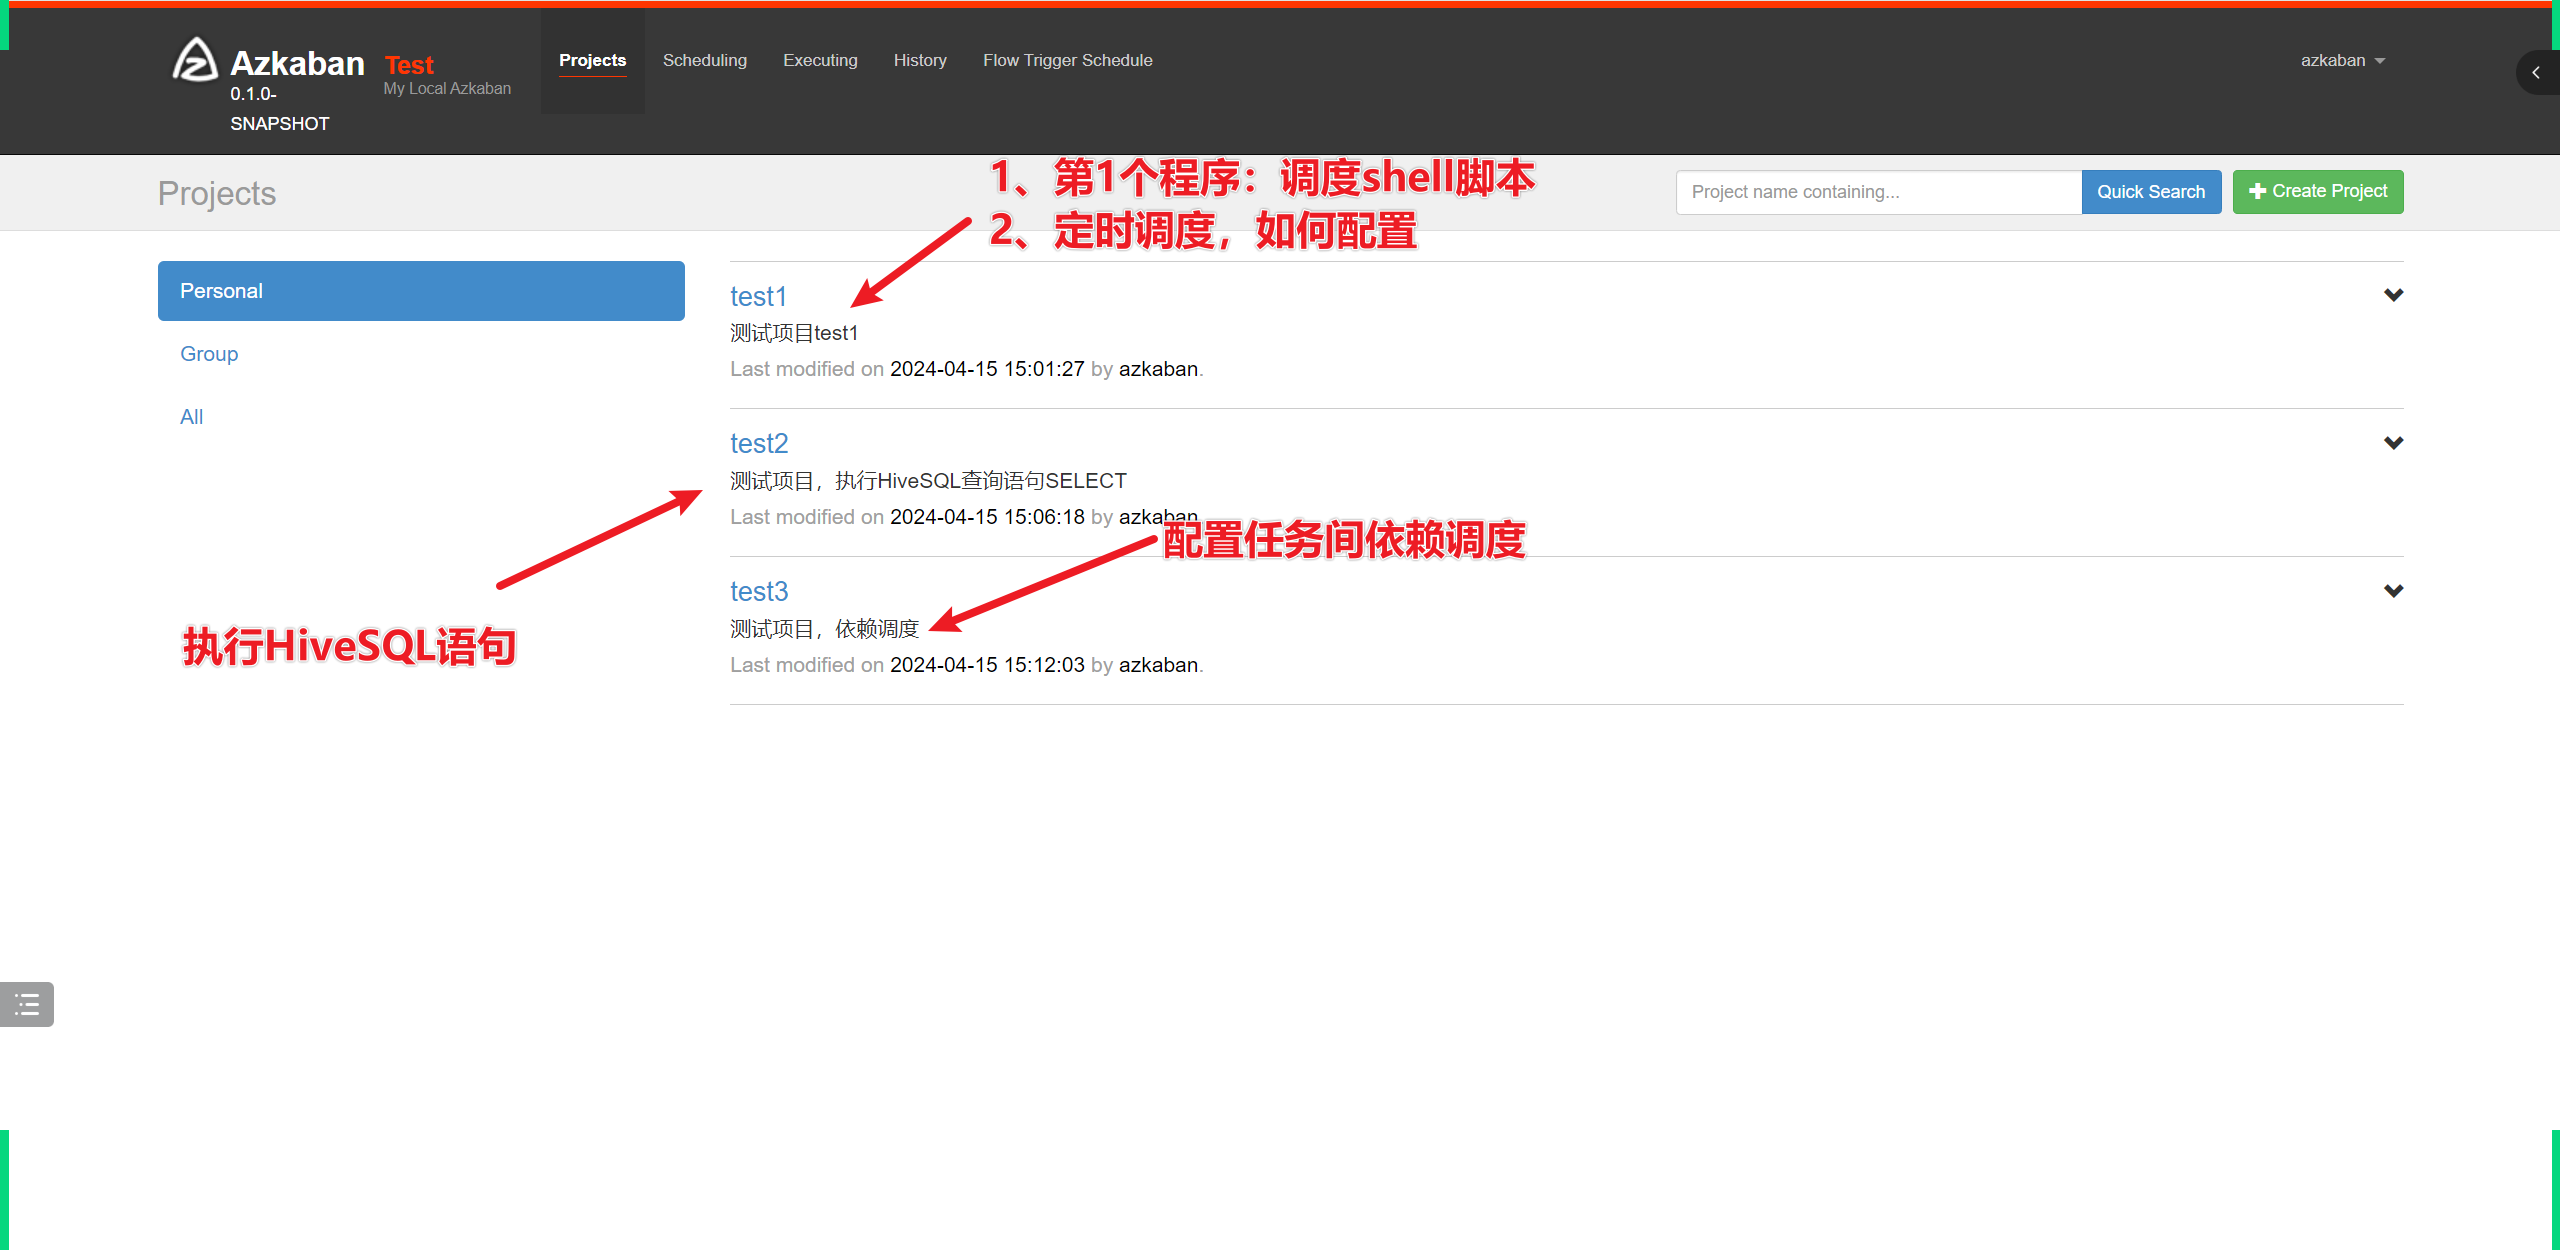 Azkaban
0.1.0-
SNAPSHOT
Test
My Local Azkaban
Projects
Scheduling
Executing
History
Flow Trigger Schedule
azkaban
Projects
1、第1个程序：调度shell脚本
2、定时调度，如何配置
Project name containing...
Quick Search
Create Project
Personal
Group
All
test1
测试项目test1
Last modified on 2024-04-15 15:01:27 by azkaban.
test2
测试项目，执行HiveSQL查询语句SELECT
Last modified on 2024-04-15 15:06:18 by azkaban
配置任务间依赖调度
test3
测试项目，依赖调度
Last modified on 2024-04-15 15:12:03 by azkaban.
执行HiveSQL语句